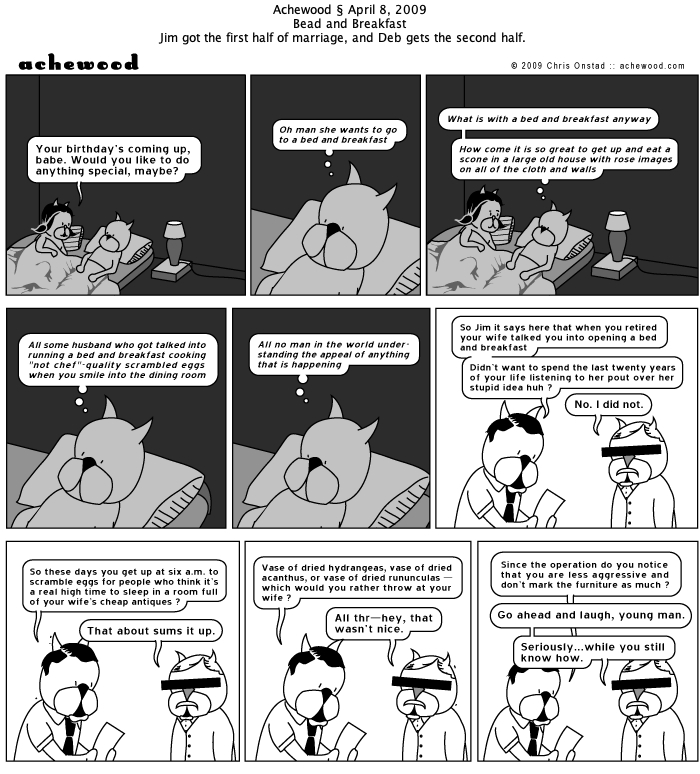 Achewood § April 8, 2009
Bead and Breakfast
Jim got the first half of marriage, and Deb gets the second half.
achewood
© 2009 Chris Onstad :: achewood.com
Your birthday's coming up,
babe. Would you like to do
anything special, maybe?
Oh man she wants to go
to a bed and breakfast
What is with a bed and breakfast anyway
How come it is so great to get up and eat a
scone in a large old house with rose images
on all of the cloth and walls
All some husband who got talked into
running a bed and breakfast cooking
"not chef"-quality scrambled eggs
when you smile into the dining room
All no man in the world under-
standing the appeal of anything
that is happening
So Jim it says here that when you retired
your wife talked you into opening a bed
and breakfast
Didn't want to spend the last twenty years
of your life listening to her pout over her
stupid idea huh ?
No. I did not.
So these days you get up at six a.m. to
scramble eggs for people who think it's
a real high time to sleep in a room full
of your wife's cheap antiques ?
That about sums it up.
Vase of dried hydrangeas, vase of dried
acanthus, or vase of dried rununculas —
which would you rather throw at your
wife ?
All thr—hey, that
wasn't nice.
Since the operation do you notice
that you are less aggressive and
don't mark the furniture as much ?
Go ahead and laugh, young man.
Seriously...while you still
know how.